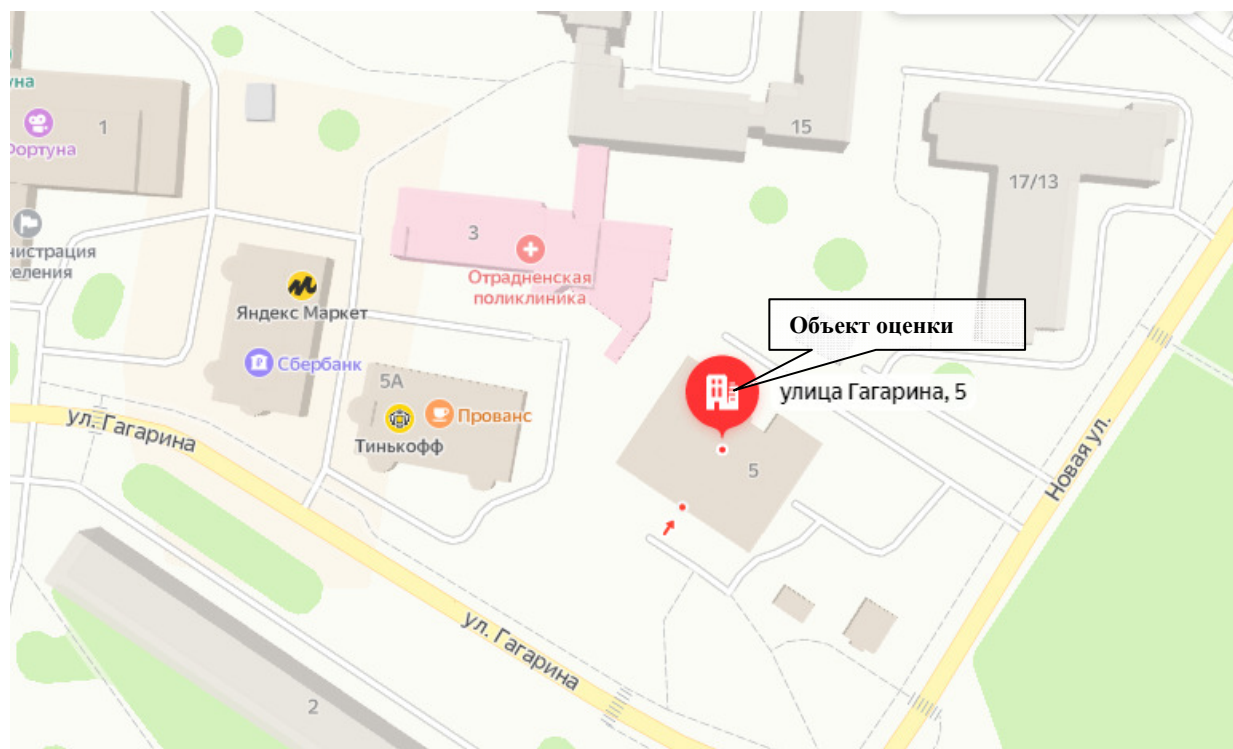 уна
1
Фортуна
15
17/13
3
нистрация
еления
Отрадненская
поликлиника
Яндекс Маркет
Объект оценки
Сбербанк
5А
улица Гагарина, 5
Прованс
ул. Гагарина
Тинькофф
5
Новая ул.
ул. Гагарина
2